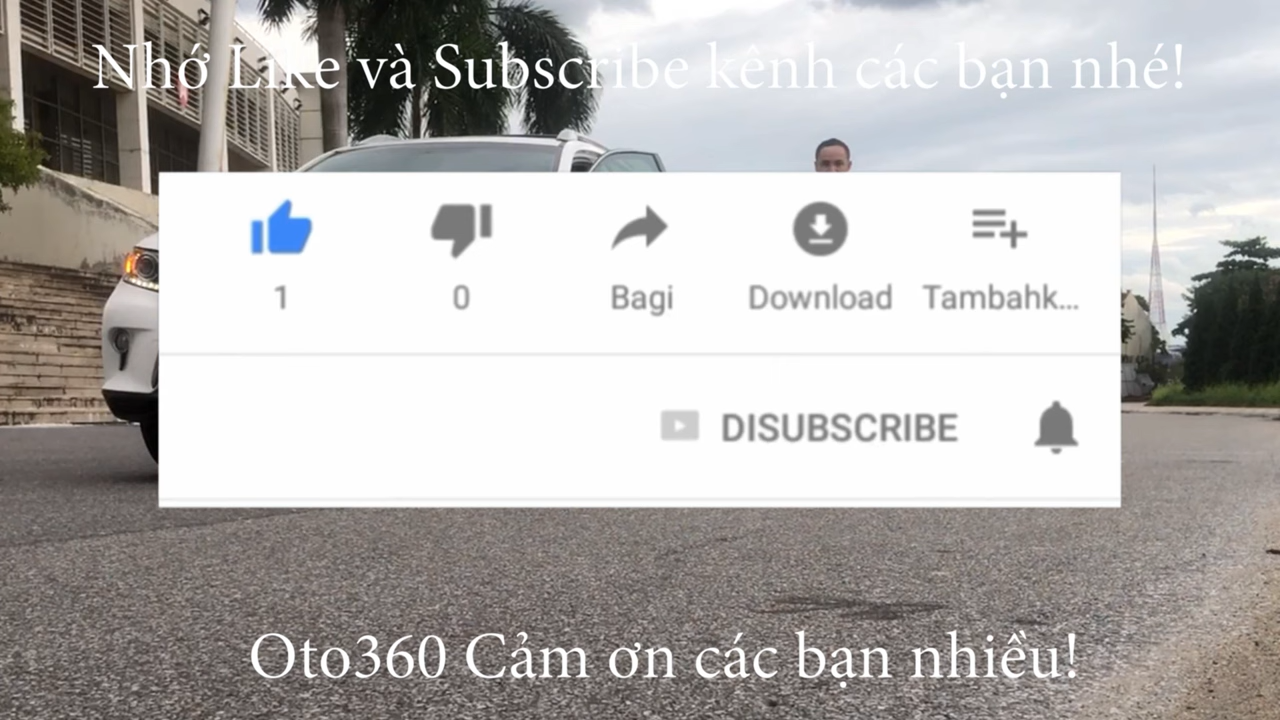 Nhớ Like và Subscribe kênh các bạn nhé!
1 0 Bagi Download Tambahk...
DISUBSCRIBE
Oto360 Cảm ơn các bạn nhiều!